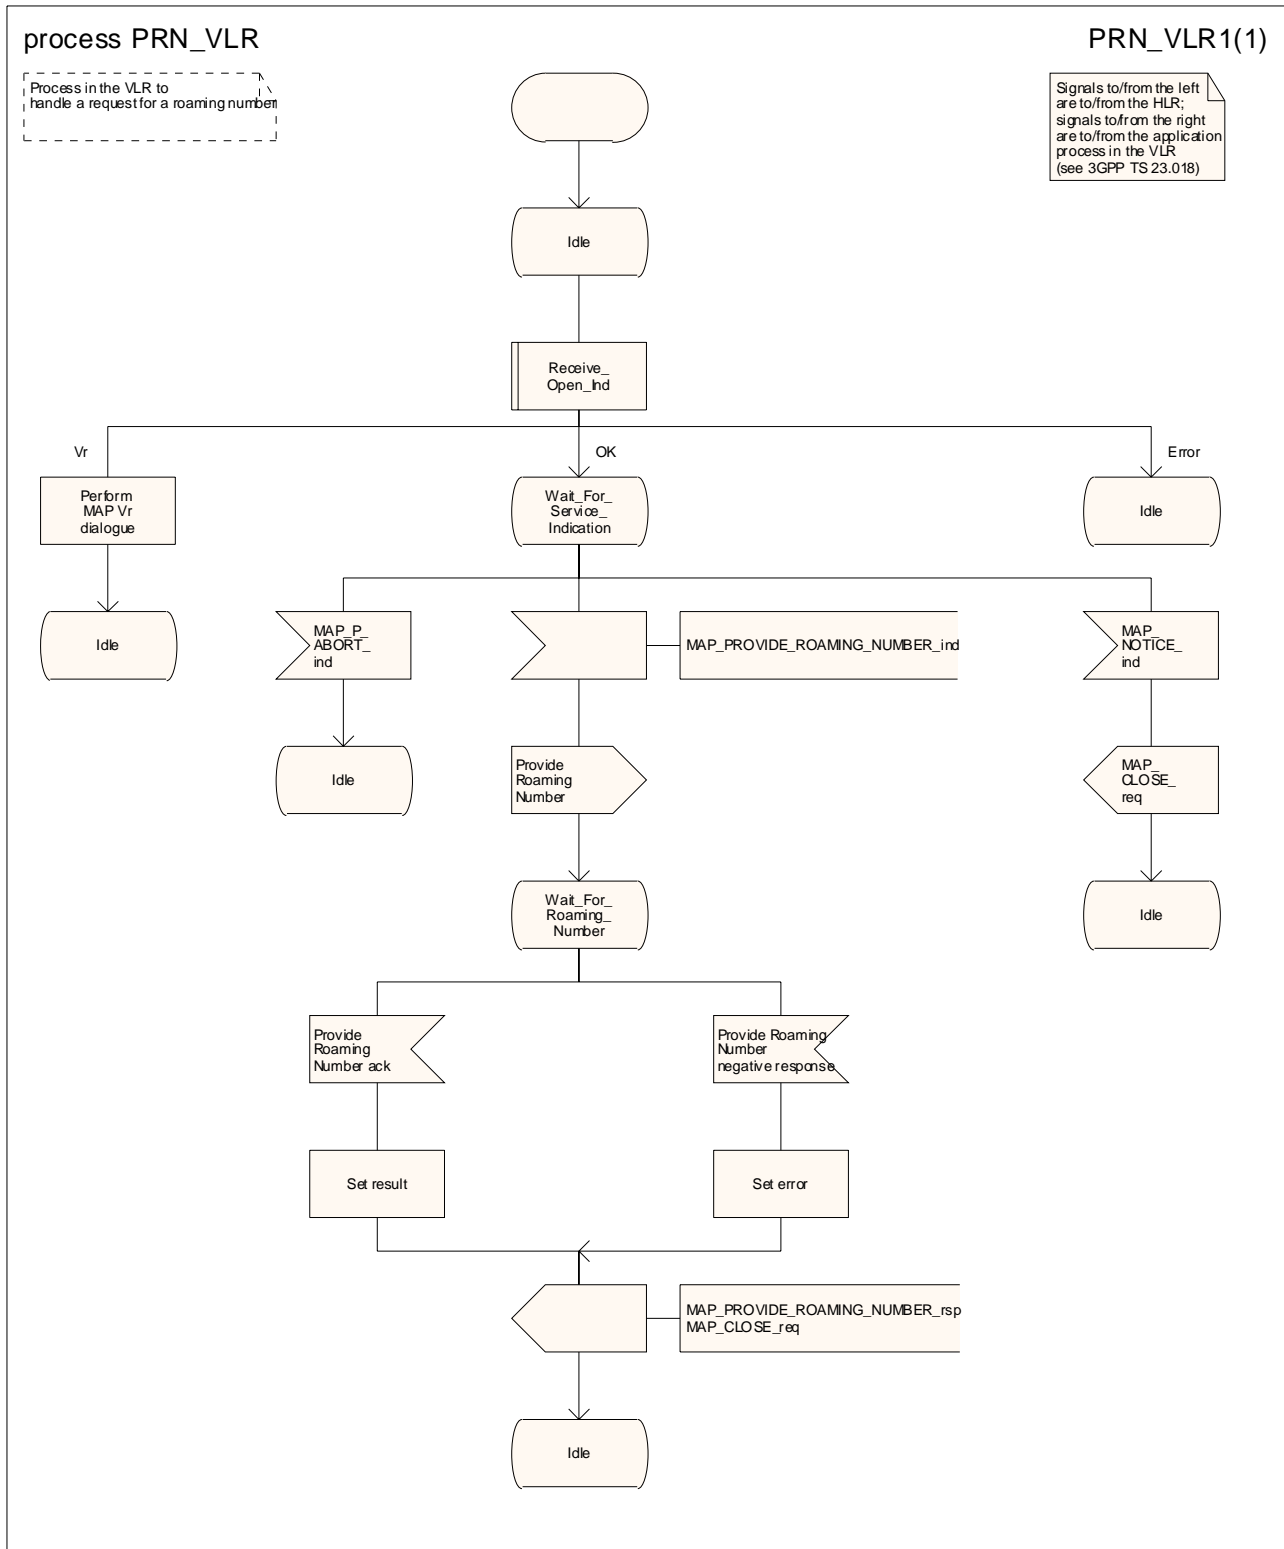 process PRN_VLR
PRN_VLR1(1)
Process in the VLR to
handle a request for a roaming number
Signals to/from the left
are to/from the HLR;
signals to/from the right
are to/from the application
process in the VLR
(see 3GPP TS 23.018)
Idle
Receive_
Open_Ind
Vr
OK
Error
Perform
MAP Vr
dialogue
Wait_For_
Service_
Indication
Idle
Idle
MAP_P_
ABORT_
ind
MAP_PROVIDE_ROAMING_NUMBER_ind
MAP_
NOTICE_
ind
Idle
Provide
Roaming
Number
MAP_
CLOSE_
req
Wait_For_
Roaming_
Number
Idle
Provide
Roaming
Number ack
Provide Roaming
Number
negative response
Set result
Set error
MAP_PROVIDE_ROAMING_NUMBER_rsp
MAP_CLOSE_req
Idle